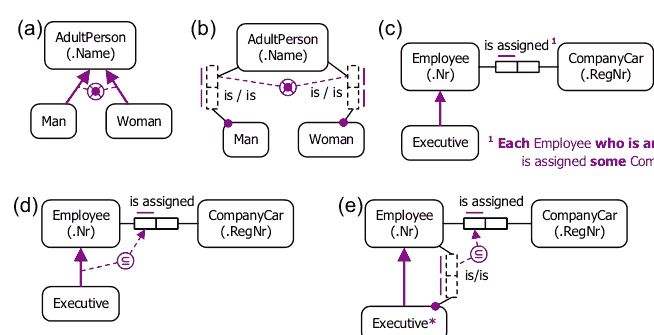 (a)
AdultPerson
(.Name)
Man
Woman
(b)
AdultPerson
(.Name)
is / is
is / is
Man
Woman
(c)
Employee
(.Nr)
is assigned 1
CompanyCar
(.RegNr)
Executive
1 Each Employee who is
is assigned some
(d)
Employee
(.Nr)
is assigned
CompanyCar
(.RegNr)
⊆
Executive
(e)
Employee
(.Nr)
is assigned
CompanyCar
(.RegNr)
⊆
is/is
Executive*